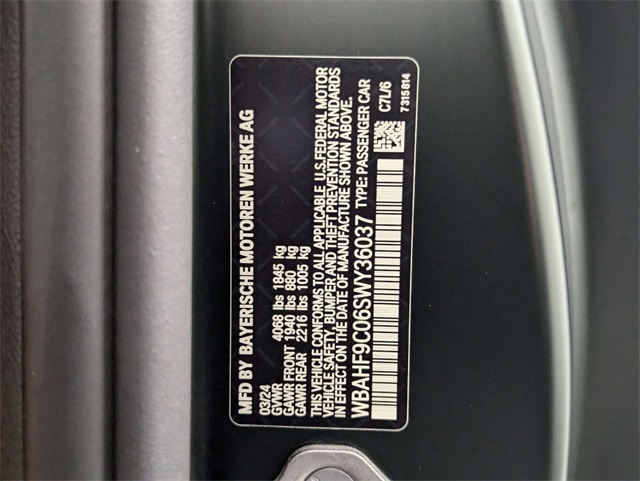 MFD BY BAYERISCHE MOTOREN WERKE AG
03/24
GVWR 4068 lbs 1845 kg
GAWR FRONT 1940 lbs 880 kg
GAWR REAR 2216 lbs 1005 kg
THIS VEHICLE CONFORMS TO ALL APPLICABLE U.S.FEDERAL MOTOR
VEHICLE SAFETY, BUMPER AND THEFT PREVENTION STANDARDS
IN EFFECT ON THE DATE OF MANUFACTURE SHOWN ABOVE.
WBAHF9C06SWY36037 TYPE: PASSENGER CAR
C7L/6
7315814